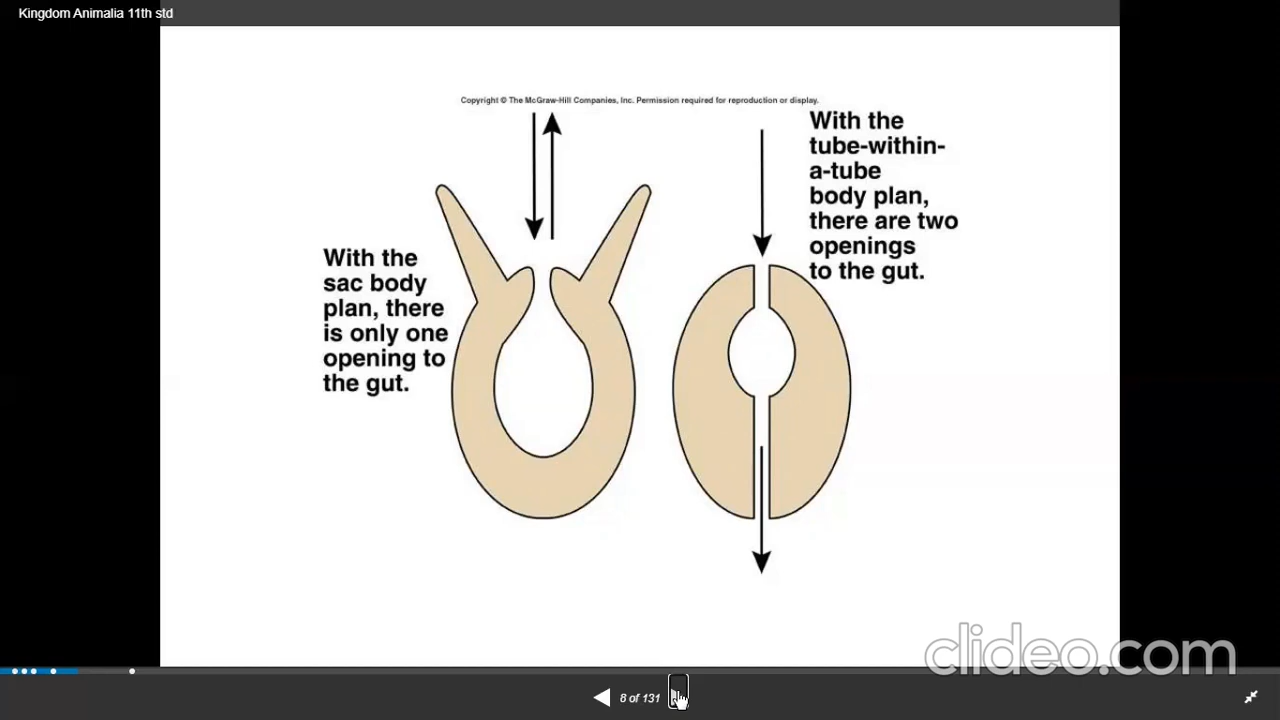 Kingdom Animalia 11th std
Copyright © The McGraw-Hill Companies, Inc. Permission required for reproduction or display.
With the
sac body
plan, there
is only one
opening to
the gut.
With the
tube-within-
a-tube
body plan,
there are two
openings
to the gut.
clideo.com
8 of 131